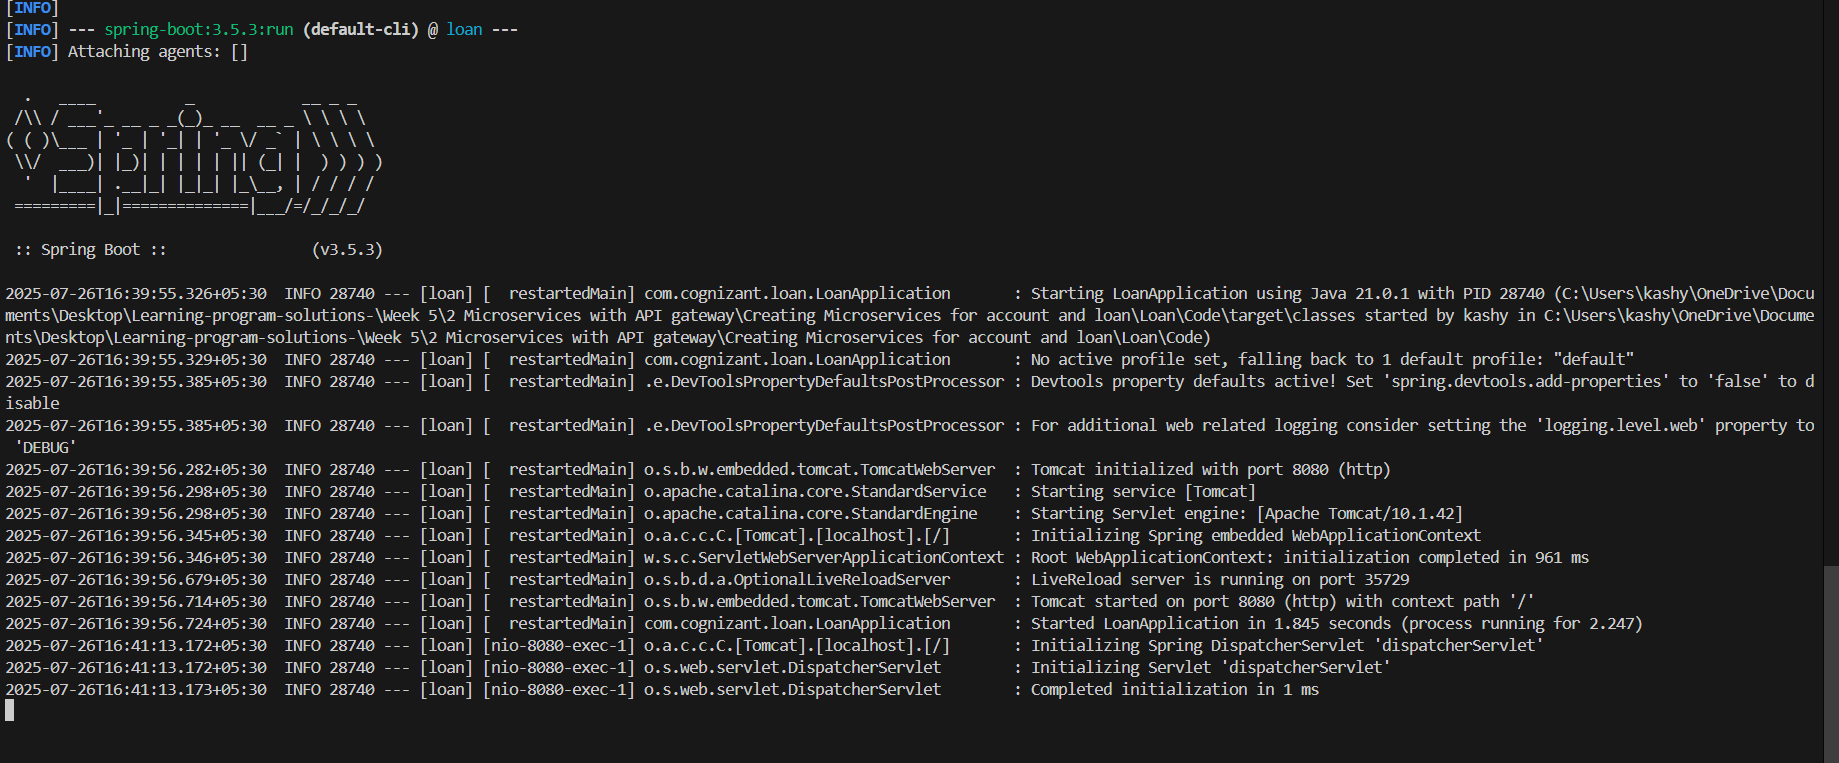 [INFO]
[INFO] --- spring-boot:3.5.3:run (default-cli) @ loan ---
[INFO] Attaching agents: []
  .   ____          _            __ _ _
 /\\ / ___'_ __ _ _(_)_ __  __ _ \ \ \ \
( ( )\___ | '_ | '_| | '_ \/ _` | \ \ \ \
 \\/  ___)| |_)| | | | | || (_| |  ) ) ) )
  '  |____| .__|_| |_|_| |_\__, | / / / /
 =========|_|==============|___/=/_/_/_/
 :: Spring Boot ::                (v3.5.3)
2025-07-26T16:39:55.326+05:30  INFO 28740 --- [loan] [  restartedMain] com.cognizant.loan.LoanApplication       : Starting LoanApplication using Java 21.0.1 with PID 28740 (C:\Users\kashy\OneDrive\Docu
ments\Desktop\Learning-program-solutions-\Week 5\2 Microservices with API gateway\Creating Microservices for account and loan\Loan\Code\target\classes started by kashy in C:\Users\kashy\OneDrive\Docume
nts\Desktop\Learning-program-solutions-\Week 5\2 Microservices with API gateway\Creating Microservices for account and loan\Loan\Code)
2025-07-26T16:39:55.329+05:30  INFO 28740 --- [loan] [  restartedMain] com.cognizant.loan.LoanApplication       : No active profile set, falling back to 1 default profile: "default"
2025-07-26T16:39:55.385+05:30  INFO 28740 --- [loan] [  restartedMain] .e.DevToolsPropertyDefaultsPostProcessor : Devtools property defaults active! Set 'spring.devtools.add-properties' to 'false' to d
isable
2025-07-26T16:39:55.385+05:30  INFO 28740 --- [loan] [  restartedMain] .e.DevToolsPropertyDefaultsPostProcessor : For additional web related logging consider setting the 'logging.level.web' property to
 'DEBUG'
2025-07-26T16:39:56.282+05:30  INFO 28740 --- [loan] [  restartedMain] o.s.b.w.embedded.tomcat.TomcatWebServer  : Tomcat initialized with port 8080 (http)
2025-07-26T16:39:56.298+05:30  INFO 28740 --- [loan] [  restartedMain] o.apache.catalina.core.StandardService   : Starting service [Tomcat]
2025-07-26T16:39:56.298+05:30  INFO 28740 --- [loan] [  restartedMain] o.apache.catalina.core.StandardEngine    : Starting Servlet engine: [Apache Tomcat/10.1.42]
2025-07-26T16:39:56.345+05:30  INFO 28740 --- [loan] [  restartedMain] o.a.c.c.C.[Tomcat].[localhost].[/]       : Initializing Spring embedded WebApplicationContext
2025-07-26T16:39:56.346+05:30  INFO 28740 --- [loan] [  restartedMain] w.s.c.ServletWebServerApplicationContext : Root WebApplicationContext: initialization completed in 961 ms
2025-07-26T16:39:56.679+05:30  INFO 28740 --- [loan] [  restartedMain] o.s.b.d.a.OptionalLiveReloadServer       : LiveReload server is running on port 35729
2025-07-26T16:39:56.714+05:30  INFO 28740 --- [loan] [  restartedMain] o.s.b.w.embedded.tomcat.TomcatWebServer  : Tomcat started on port 8080 (http) with context path '/'
2025-07-26T16:39:56.724+05:30  INFO 28740 --- [loan] [  restartedMain] com.cognizant.loan.LoanApplication       : Started LoanApplication in 1.845 seconds (process running for 2.247)
2025-07-26T16:41:13.172+05:30  INFO 28740 --- [loan] [nio-8080-exec-1] o.a.c.c.C.[Tomcat].[localhost].[/]       : Initializing Spring DispatcherServlet 'dispatcherServlet'
2025-07-26T16:41:13.172+05:30  INFO 28740 --- [loan] [nio-8080-exec-1] o.s.web.servlet.DispatcherServlet        : Initializing Servlet 'dispatcherServlet'
2025-07-26T16:41:13.173+05:30  INFO 28740 --- [loan] [nio-8080-exec-1] o.s.web.servlet.DispatcherServlet        : Completed initialization in 1 ms